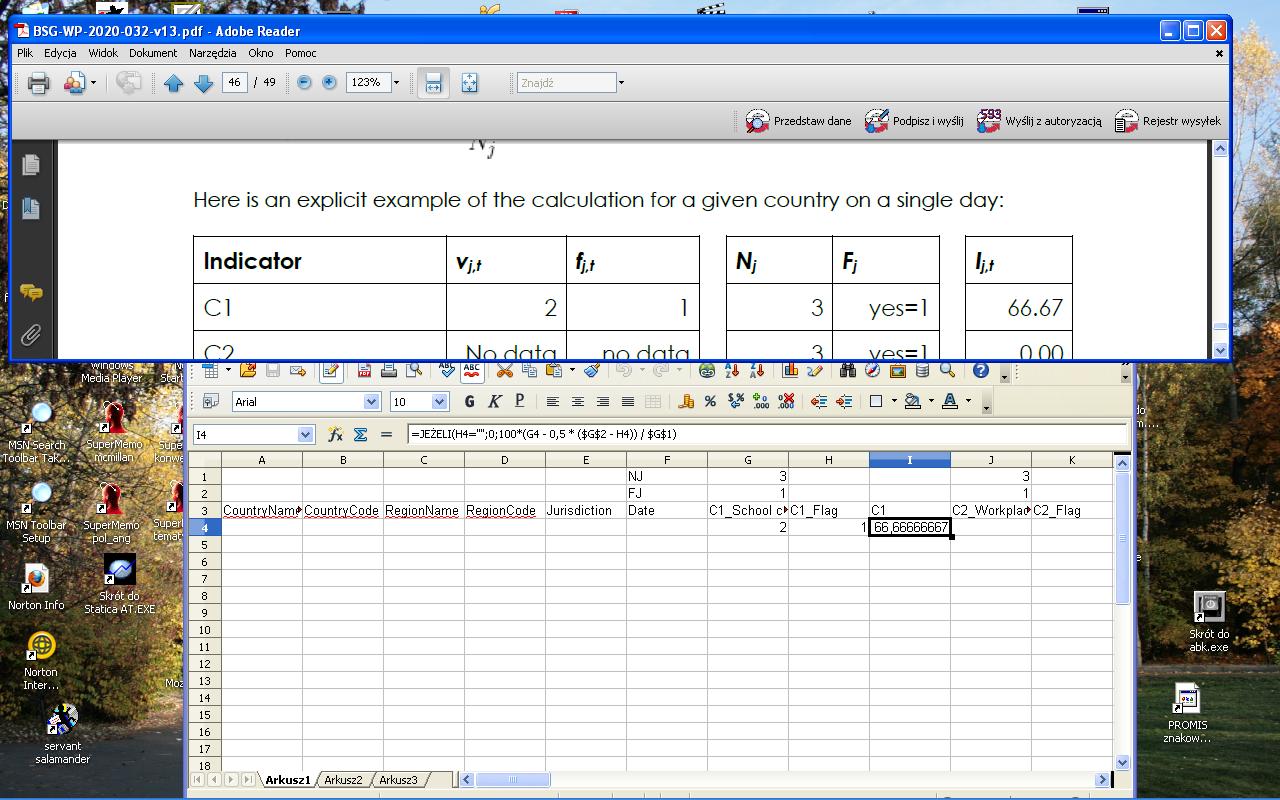 BSG-WP-2020-032-v13.pdf - Adobe Reader
Plik Edycja Widok Dokument Narzędzia Okno Pomoc
46 / 49 123% Znajdź
Przedstaw dane Podpisz i wyślij Wyślij z autoryzacją Rejestr wysyłek
Nj
Here is an explicit example of the calculation for a given country on a single day:
Indicator vj,t fj,t Nj Fj Ij,t
C1 2 1 3 yes=1 66.67
C2 No data no data 3 yes=1 0.00
Windows
Media Player
MSN Search
Toolbar Tak...
SuperMemo
mcmillan
MSN Toolbar
Setup
SuperMemo
pol_ang
Norton Info
Skrót do
Statica AT.EXE
Norton
Inter...
servant
salamander
Skrót do
abk.exe
PROMIS
znakow...
Arial 10 G K P
I4 =JEŻELI(H4="";0;100*(G4 - 0,5 * ($G$2 - H4)) / $G$1)
A B C D E F G H I J K
1 NJ 3 3
2 FJ 1 1
3 CountryName CountryCode RegionName RegionCode Jurisdiction Date C1_School c C1_Flag C1 C2_Workplac C2_Flag
4 2 1 66,66666667
5
6
7
8
9
10
11
12
13
14
15
16
17
18
Arkusz1 Arkusz2 Arkusz3